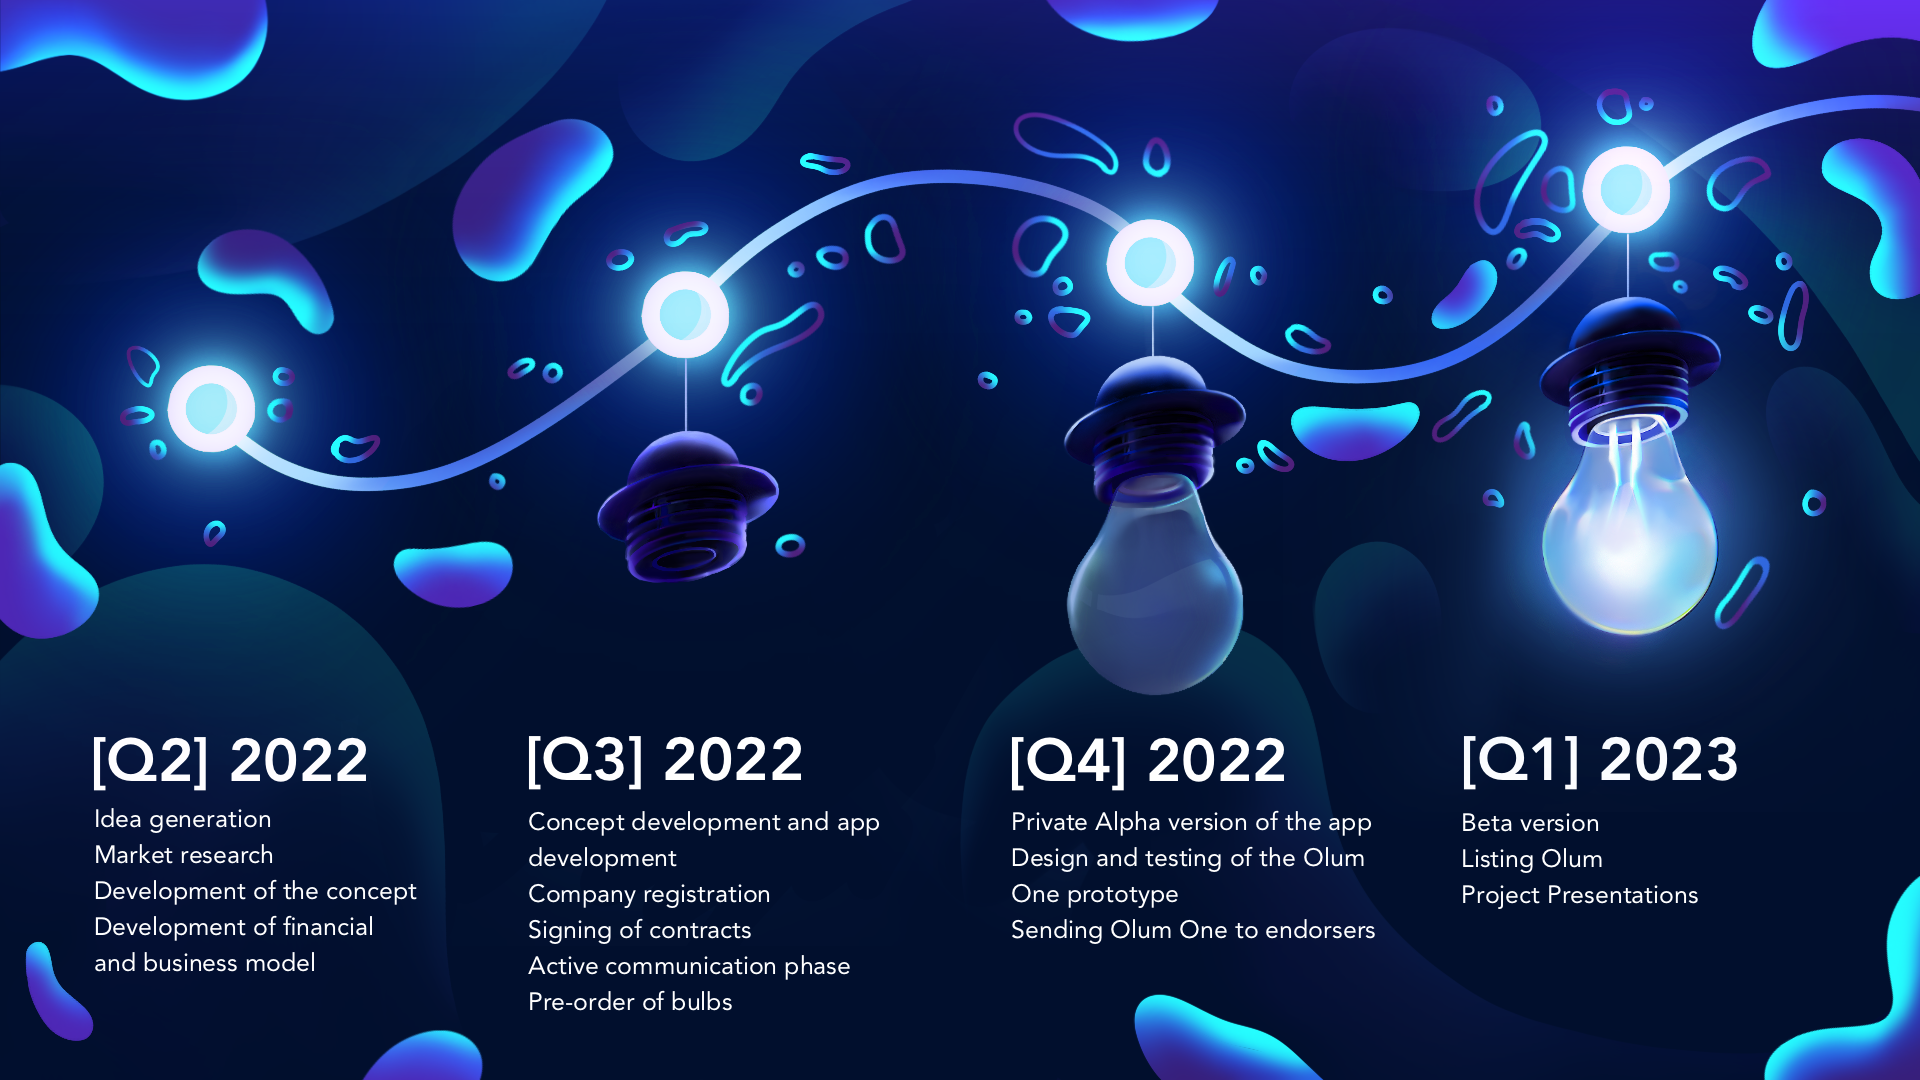 [Q2] 2022
Idea generation
Market research
Development of the concept
Development of financial
and business model
[Q3] 2022
Concept development and app
development
Company registration
Signing of contracts
Active communication phase
Pre-order of bulbs
[Q4] 2022
Private Alpha version of the app
Design and testing of the Olum
One prototype
Sending Olum One to endorsers
[Q1] 2023
Beta version
Listing Olum
Project Presentations